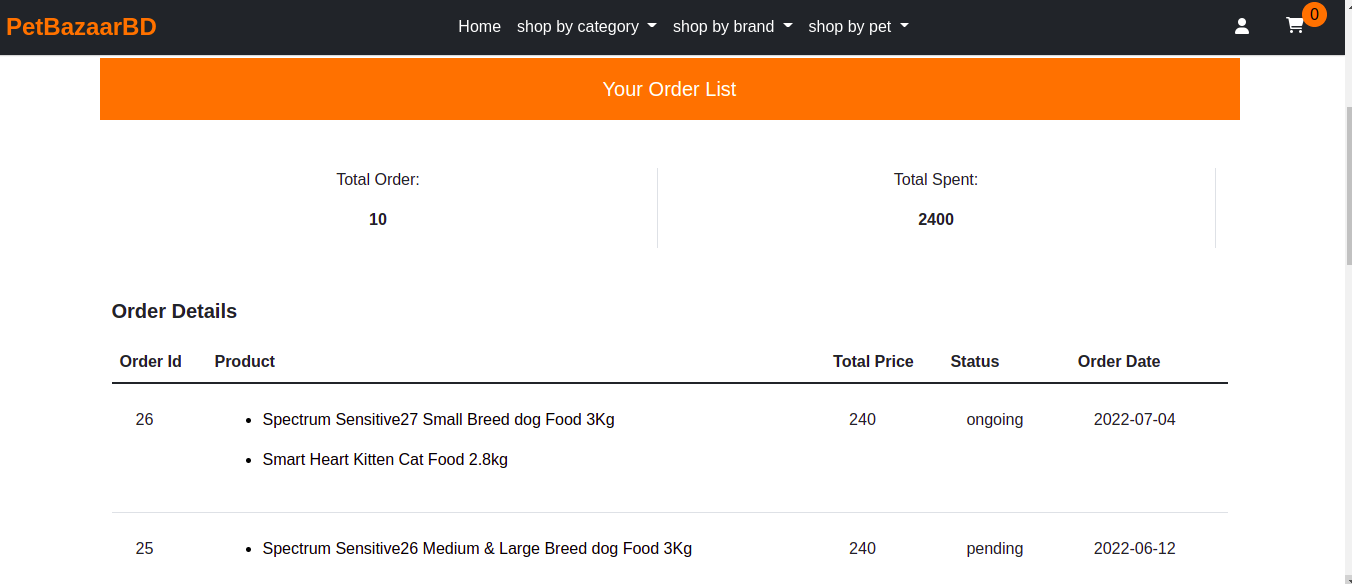 PetBazaarBD Home shop by category shop by brand shop by pet 0
Your Order List
Total Order: Total Spent:
10 2400
Order Details
Order Id Product Total Price Status Order Date
26 • Spectrum Sensitive27 Small Breed dog Food 3Kg 240 ongoing 2022-07-04
• Smart Heart Kitten Cat Food 2.8kg
25 • Spectrum Sensitive26 Medium & Large Breed dog Food 3Kg 240 pending 2022-06-12